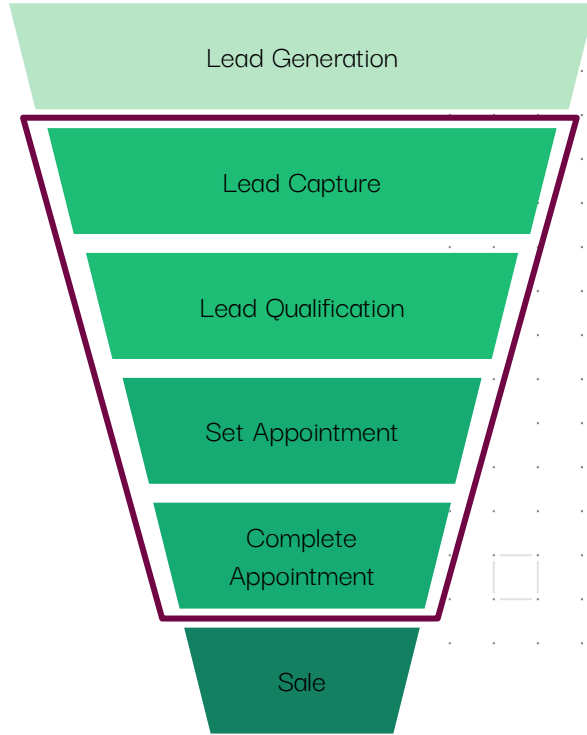 Lead Generation
Lead Capture
Lead Qualification
Set Appointment
Complete
Appointment
Sale